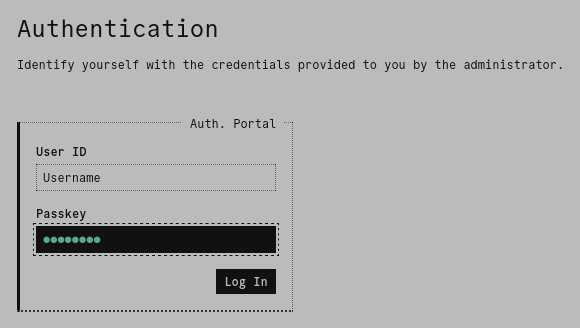 Authentication
Identify yourself with the credentials provided to you by the administrator.
Auth. Portal
User ID
Username
Passkey
●●●●●●●●
Log In